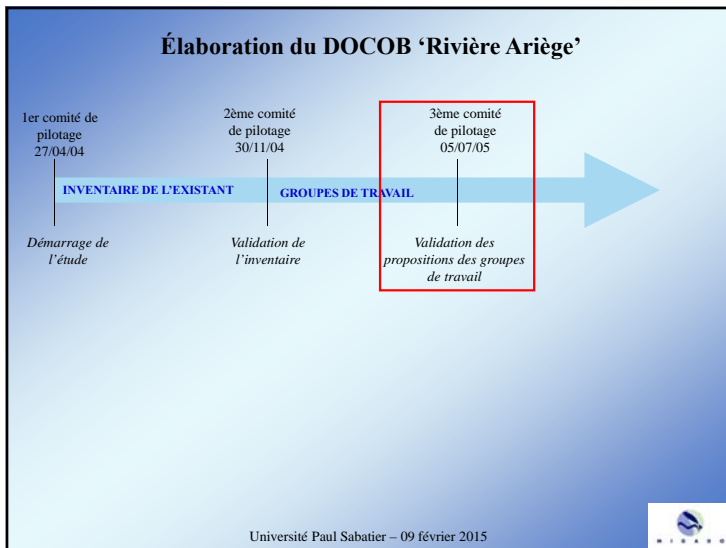 Élaboration du DOCOB ‘Rivière Ariège’
1er comité de
pilotage
27/04/04
2ème comité
de pilotage
30/11/04
3ème comité
de pilotage
05/07/05
INVENTAIRE DE L’EXISTANT
GROUPES DE TRAVAIL
Démarrage de
l’étude
Validation de
l’inventaire
Validation des
propositions des groupes
de travail
Université Paul Sabatier – 09 février 2015